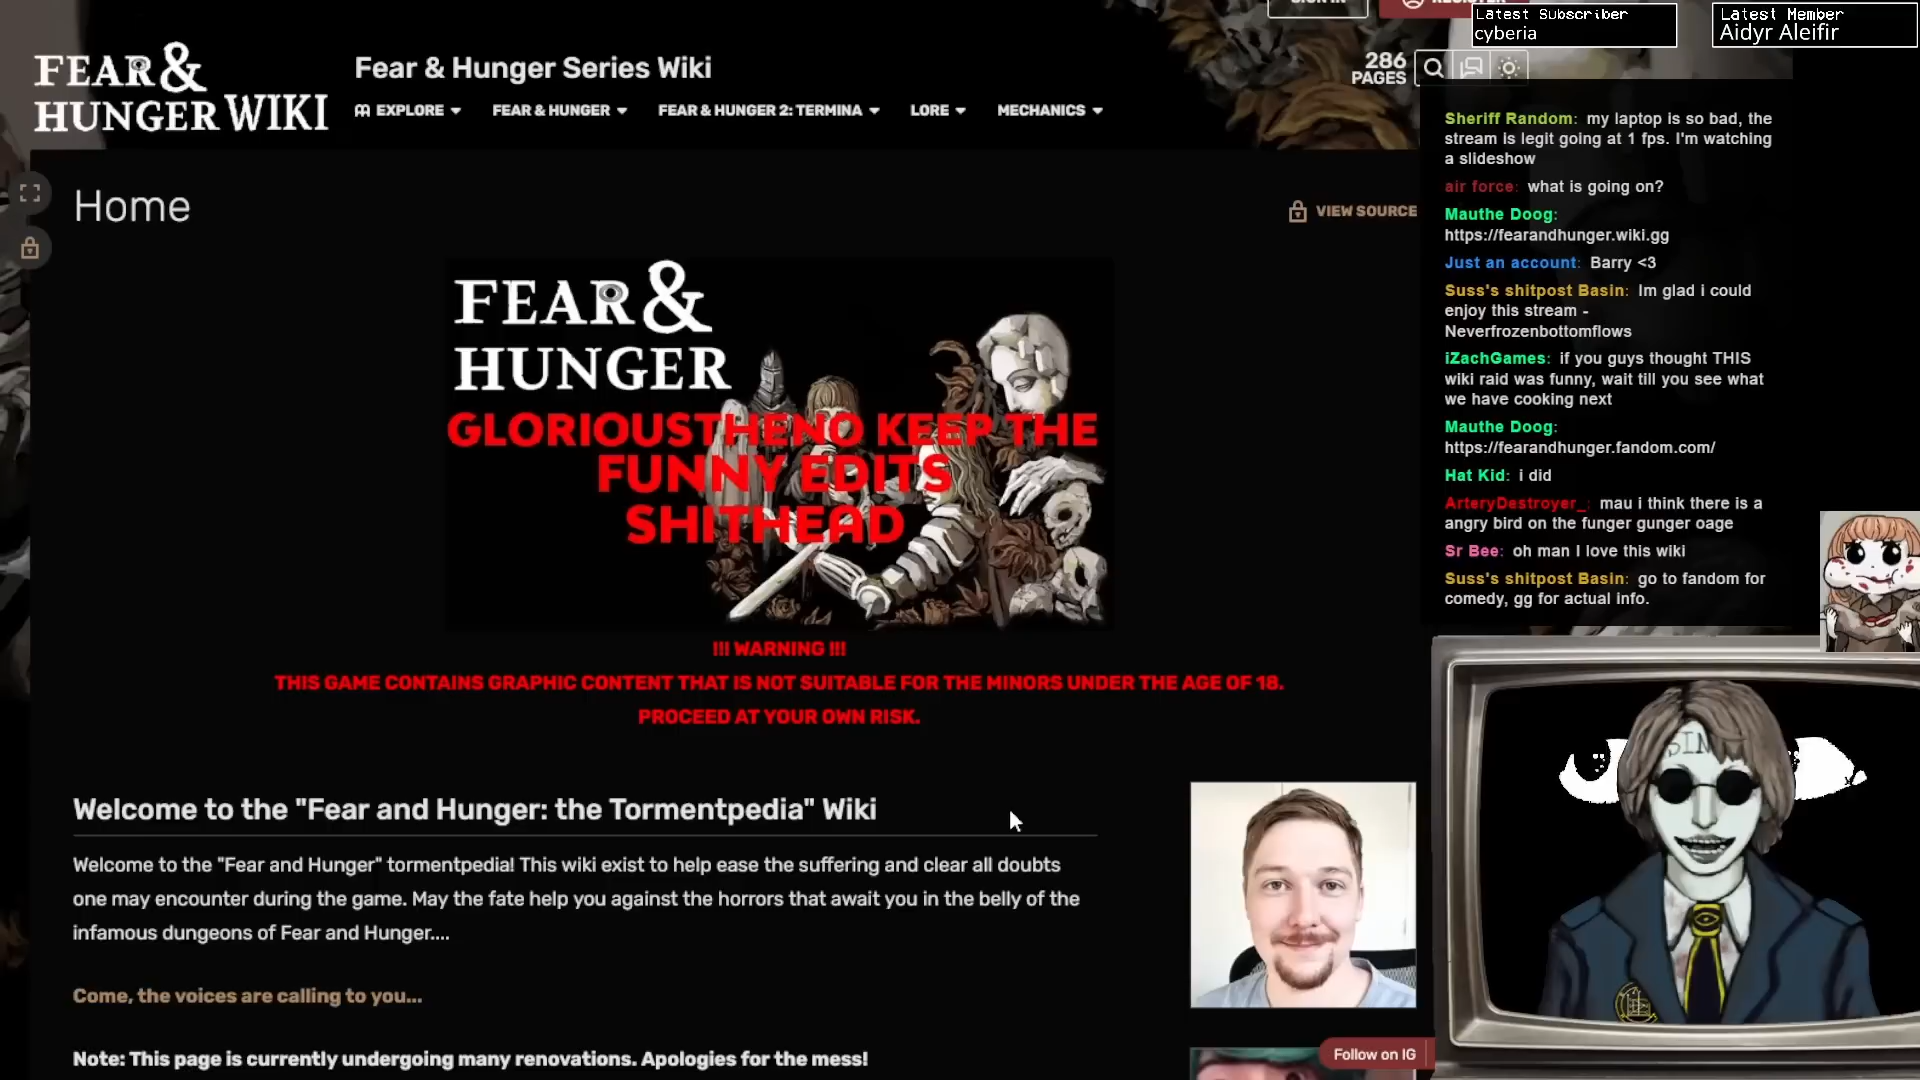 SIGN IN
REGISTER
Latest Subscriber
cyberia
Latest Member
Aidyr Aleifir
FEAR &
HUNGER WIKI
Fear & Hunger Series Wiki
286
PAGES
EXPLORE
FEAR & HUNGER
FEAR & HUNGER 2: TERMINA
LORE
MECHANICS
Home
VIEW SOURCE
FEAR &
HUNGER
GLORIOUSTHENO KEEP THE
FUNNY EDITS
SHITHEAD
!!! WARNING !!!
THIS GAME CONTAINS GRAPHIC CONTENT THAT IS NOT SUITABLE FOR THE MINORS UNDER THE AGE OF 18.
PROCEED AT YOUR OWN RISK.
Welcome to the "Fear and Hunger: the Tormentpedia" Wiki
Welcome to the "Fear and Hunger" tormentpedia! This wiki exist to help ease the suffering and clear all doubts
one may encounter during the game. May the fate help you against the horrors that await you in the belly of the
infamous dungeons of Fear and Hunger....
Come, the voices are calling to you...
Note: This page is currently undergoing many renovations. Apologies for the mess!
Follow on IG
Sheriff Random: my laptop is so bad, the
stream is legit going at 1 fps. I'm watching
a slideshow
air force: what is going on?
Mauthe Doog:
https://fearandhunger.wiki.gg
Just an account: Barry <3
Suss's shitpost Basin: Im glad i could
enjoy this stream -
Neverfrozenbottomflows
iZachGames: if you guys thought THIS
wiki raid was funny, wait till you see what
we have cooking next
Mauthe Doog:
https://fearandhunger.fandom.com/
Hat Kid: i did
ArteryDestroyer_: mau i think there is a
angry bird on the funger gunger oage
Sr Bee: oh man I love this wiki
Suss's shitpost Basin: go to fandom for
comedy, gg for actual info.
SIN